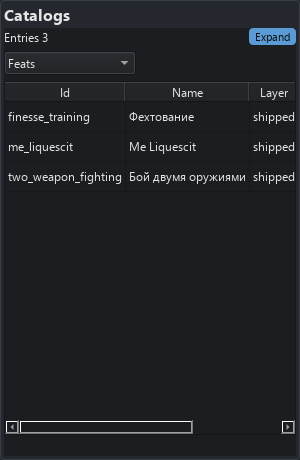 Catalogs
Entries 3
Expand
Feats
Id Name Layer
finesse_training Фехтование shipped
me_liquescit Me Liquescit shipped
two_weapon_fighting Бой двумя оружиями shipped